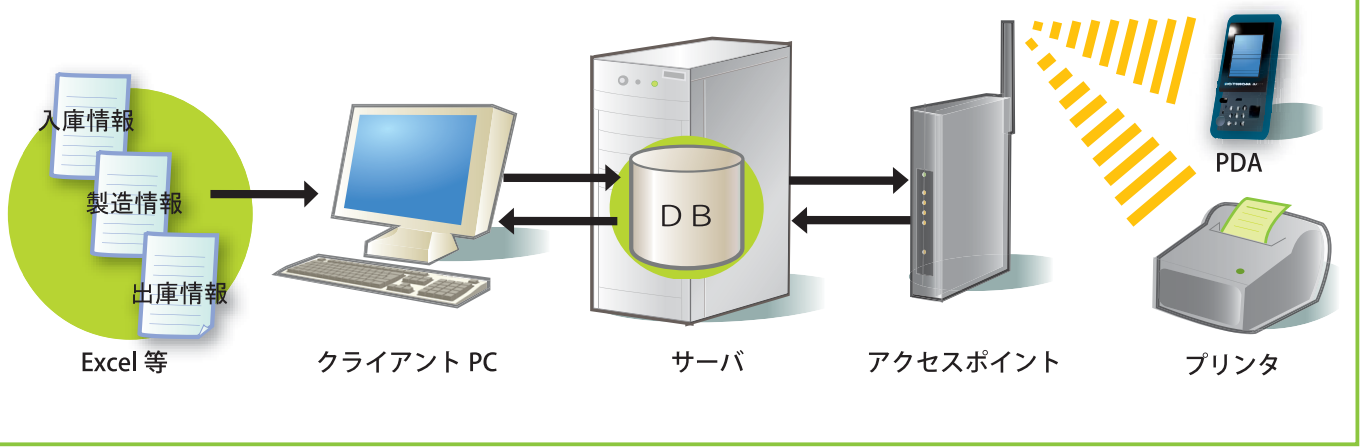 入庫情報
製造情報
出庫情報
Excel 等
クライアント PC
DB
サーバ
アクセスポイント
PDA
プリンタ